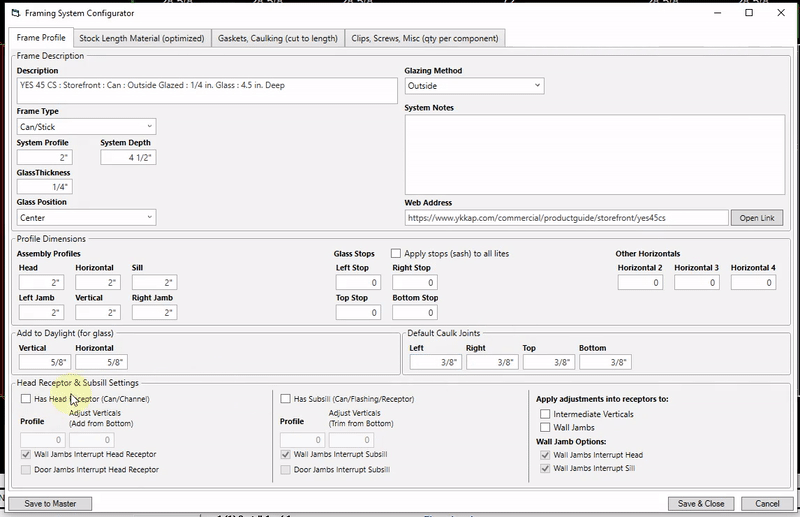 Framing System Configurator
Frame Profile
Stock Length Material (optimized)
Gaskets, Caulking (cut to length)
Clips, Screws, Misc (qty per component)
Frame Description
Description
YES 45 CS : Storefront : Can : Outside Glazed : 1/4 in. Glass : 4.5 in. Deep
Glazing Method
Outside
Frame Type
Can/Stick
System Notes
System Profile System Depth
2" 4 1/2"
GlassThickness
1/4"
Glass Position
Center
Web Address
https://www.ykkap.com/commercial/productguide/storefront/yes45cs
Open Link
Profile Dimensions
Assembly Profiles
Head Horizontal Sill
2" 2" 2"
Left Jamb Vertical Right Jamb
2" 2" 2"
Glass Stops
Apply stops (sash) to all lites
Left Stop Right Stop
0 0
Top Stop Bottom Stop
0 0
Other Horizontals
Horizontal 2 Horizontal 3 Horizontal 4
0 0 0
Add to Daylight (for glass)
Vertical Horizontal
5/8" 5/8"
Default Caulk Joints
Left Right Top Bottom
3/8" 3/8" 3/8" 3/8"
Head Receptor & Subsill Settings
Has Head Receptor (Can/Channel)
Profile
Adjust Verticals
(Add from Bottom)
0 0
Wall Jambs Interrupt Head Receptor
Door Jambs Interrupt Head Receptor
Has Subsill (Can/Flashing/Receptor)
Profile
Adjust Verticals
(Trim from Bottom)
0 0
Wall Jambs Interrupt Subsill
Door Jambs Interrupt Subsill
Apply adjustments into receptors to:
Intermediate Verticals
Wall Jambs
Wall Jamb Options:
Wall Jambs Interrupt Head
Wall Jambs Interrupt Sill
Save to Master
Save & Close
Cancel